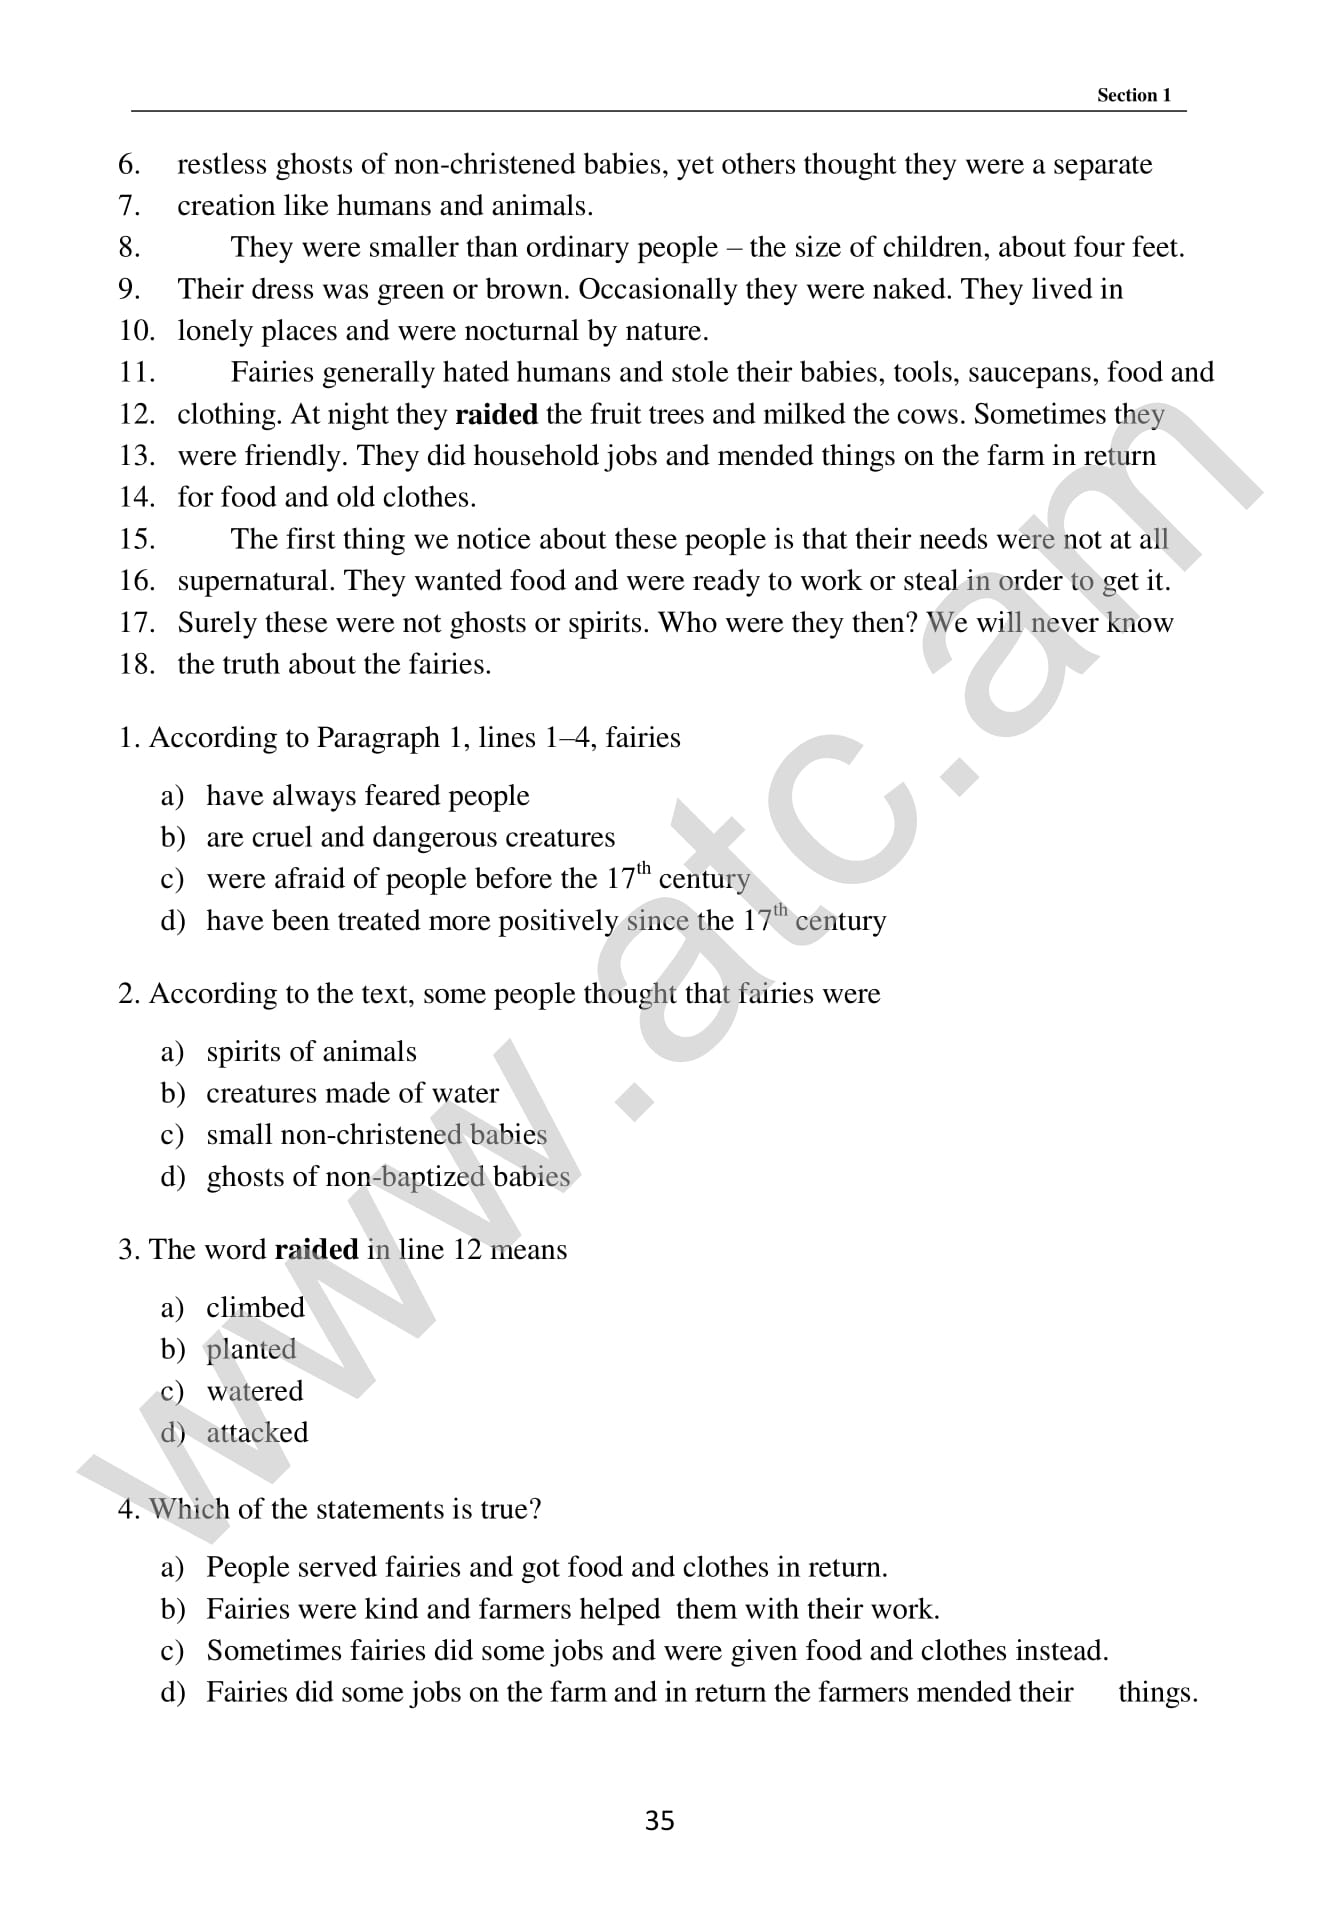 Section 1
6. restless ghosts of non-christened babies, yet others thought they were a separate
7. creation like humans and animals.
8. They were smaller than ordinary people – the size of children, about four feet.
9. Their dress was green or brown. Occasionally they were naked. They lived in
10. lonely places and were nocturnal by nature.
11. Fairies generally hated humans and stole their babies, tools, saucepans, food and
12. clothing. At night they raided the fruit trees and milked the cows. Sometimes they
13. were friendly. They did household jobs and mended things on the farm in return
14. for food and old clothes.
15. The first thing we notice about these people is that their needs were not at all
16. supernatural. They wanted food and were ready to work or steal in order to get it.
17. Surely these were not ghosts or spirits. Who were they then? We will never know
18. the truth about the fairies.
1. According to Paragraph 1, lines 1–4, fairies
a) have always feared people
b) are cruel and dangerous creatures
c) were afraid of people before the 17th century
d) have been treated more positively since the 17th century
2. According to the text, some people thought that fairies were
a) spirits of animals
b) creatures made of water
c) small non-christened babies
d) ghosts of non-baptized babies
3. The word raided in line 12 means
a) climbed
b) planted
c) watered
d) attacked
4. Which of the statements is true?
a) People served fairies and got food and clothes in return.
b) Fairies were kind and farmers helped them with their work.
c) Sometimes fairies did some jobs and were given food and clothes instead.
d) Fairies did some jobs on the farm and in return the farmers mended their things.
35
www.atc.am